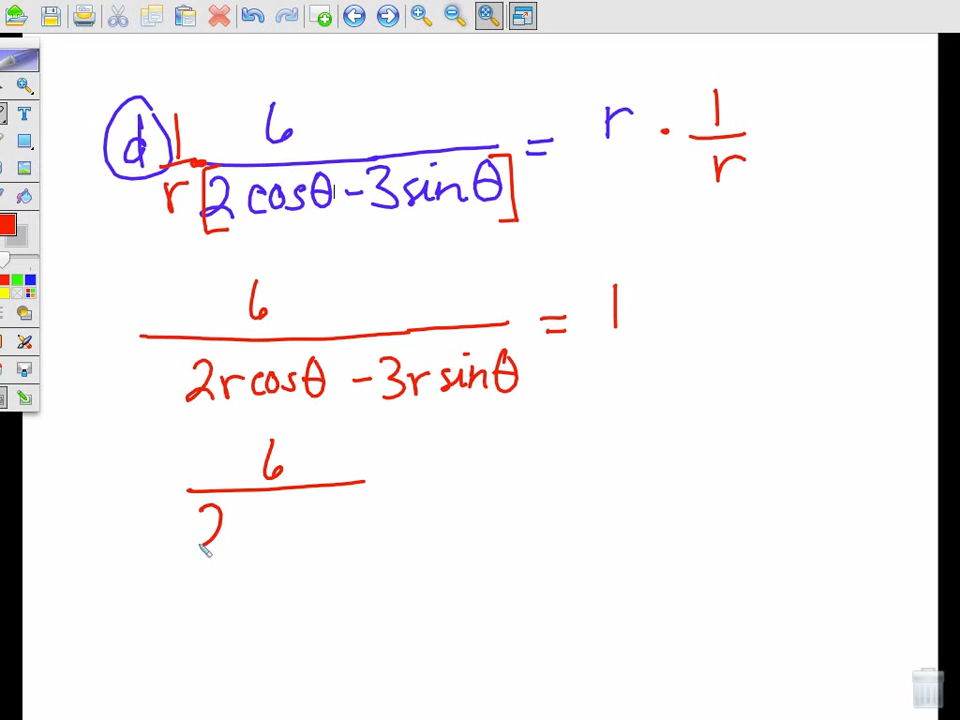 d 1/r · 6/[2cosθ-3sinθ] = r · 1/r
6/(2rcosθ -3rsinθ) = 1
6/2
T